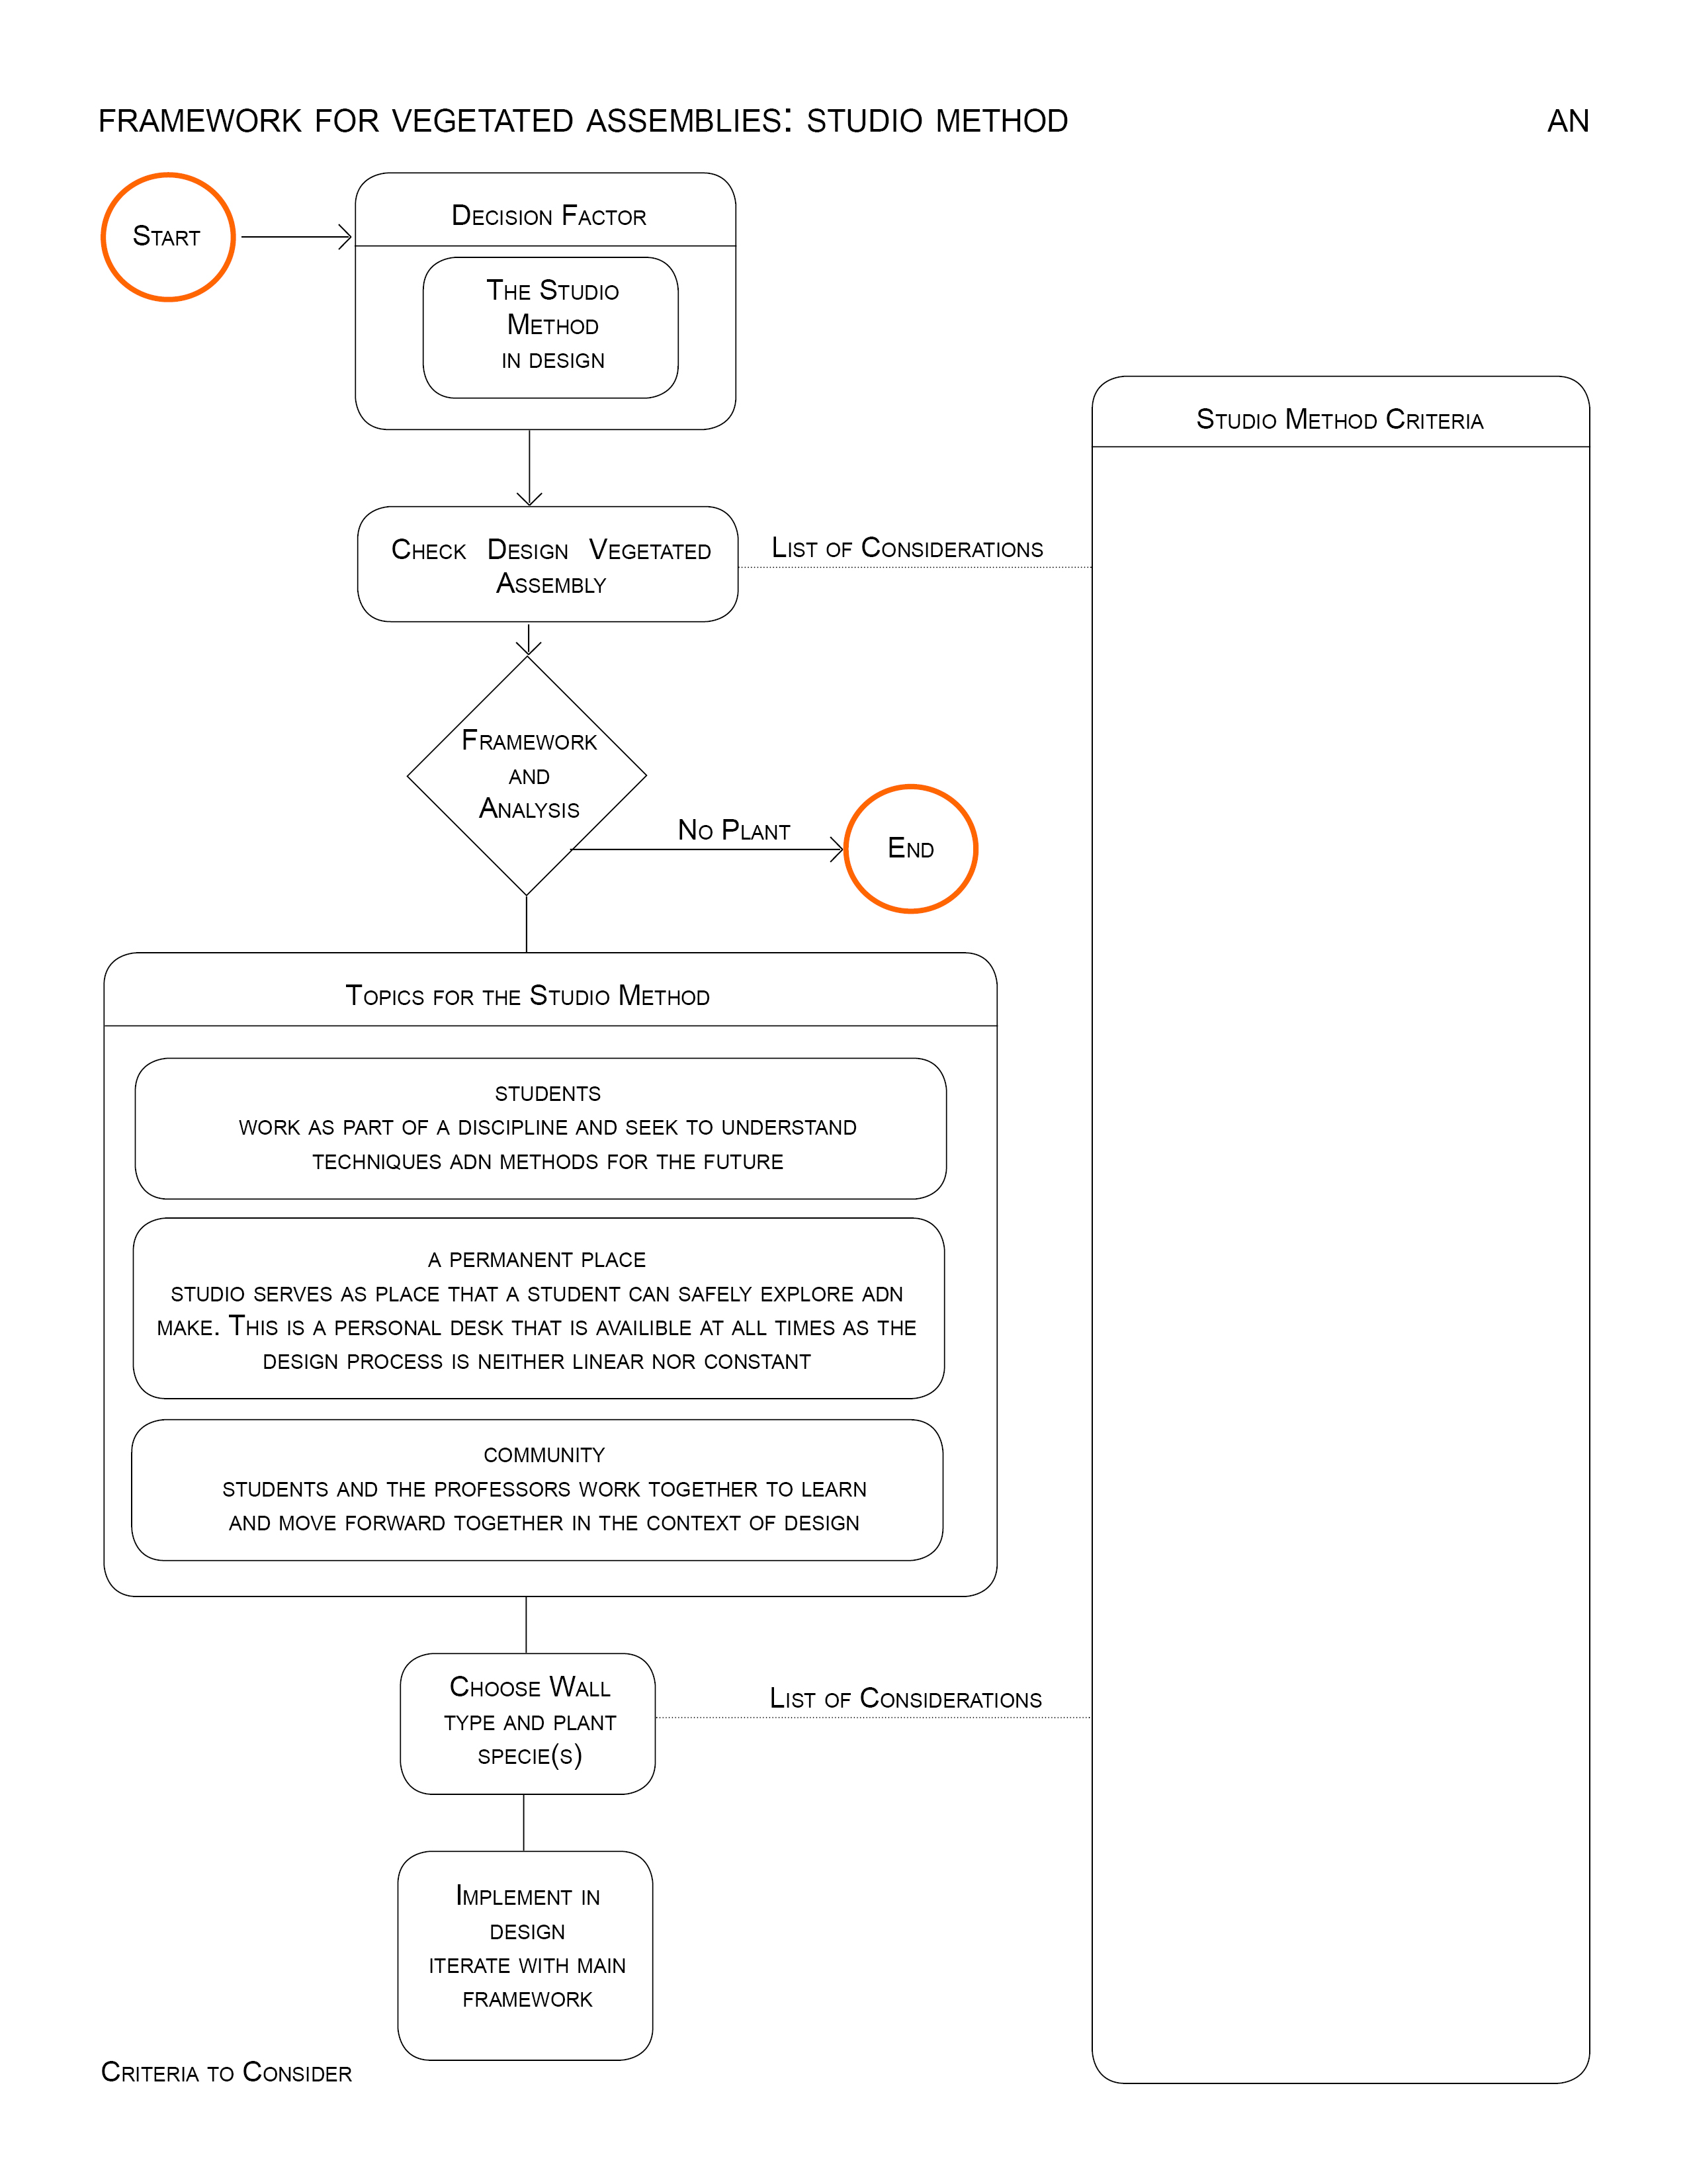 FRAMEWORK FOR VEGETATED ASSEMBLIES: STUDIO METHOD
AN
START
DECISION FACTOR
THE STUDIO
METHOD
IN DESIGN
STUDIO METHOD CRITERIA
CHECK DESIGN VEGETATED
ASSEMBLY
LIST OF CONSIDERATIONS
FRAMEWORK
AND
ANALYSIS
NO PLANT
END
TOPICS FOR THE STUDIO METHOD
STUDENTS
WORK AS PART OF A DISCIPLINE AND SEEK TO UNDERSTAND
TECHNIQUES ADN METHODS FOR THE FUTURE
A PERMANENT PLACE
STUDIO SERVES AS PLACE THAT A STUDENT CAN SAFELY EXPLORE ADN
MAKE. THIS IS A PERSONAL DESK THAT IS AVAILIBLE AT ALL TIMES AS THE
DESIGN PROCESS IS NEITHER LINEAR NOR CONSTANT
COMMUNITY
STUDENTS AND THE PROFESSORS WORK TOGETHER TO LEARN
AND MOVE FORWARD TOGETHER IN THE CONTEXT OF DESIGN
CHOOSE WALL
TYPE AND PLANT
SPECIE(S)
LIST OF CONSIDERATIONS
IMPLEMENT IN
DESIGN
ITERATE WITH MAIN
FRAMEWORK
CRITERIA TO CONSIDER